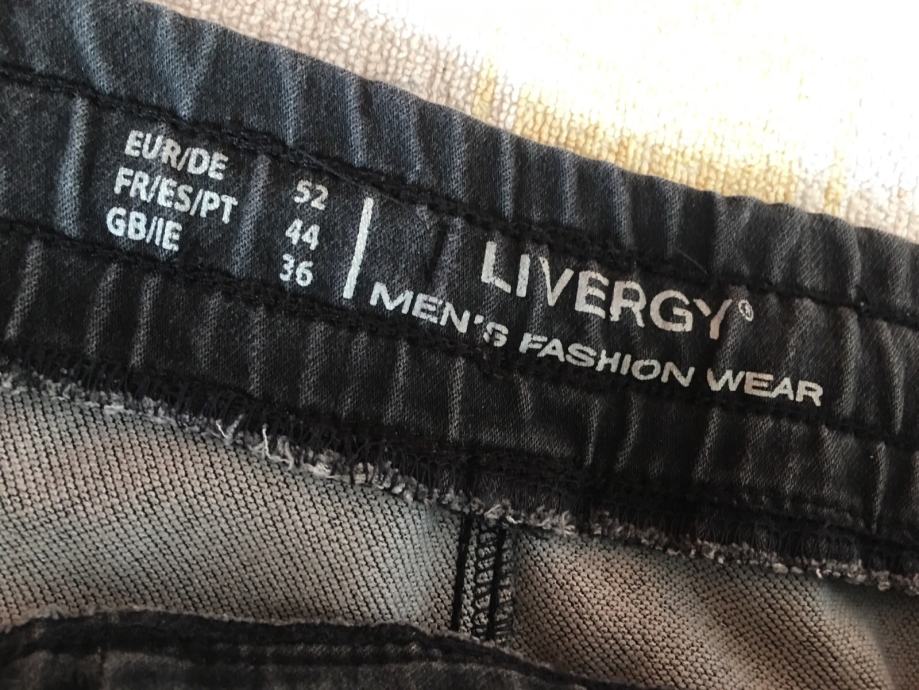 EUR/DE 52
FR/ES/PT 44
GB/IE 36
LIVERGY®
MEN'S FASHION WEAR